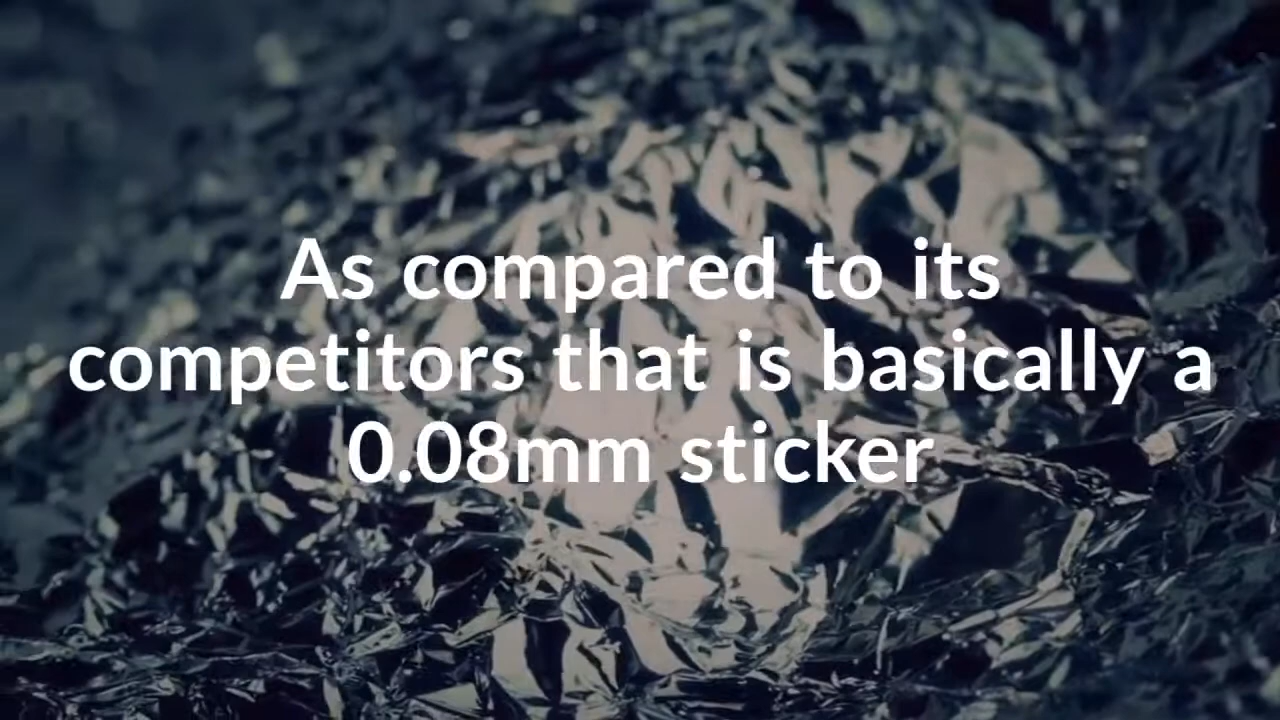 As compared to its
competitors that is basically a
0.08mm sticker